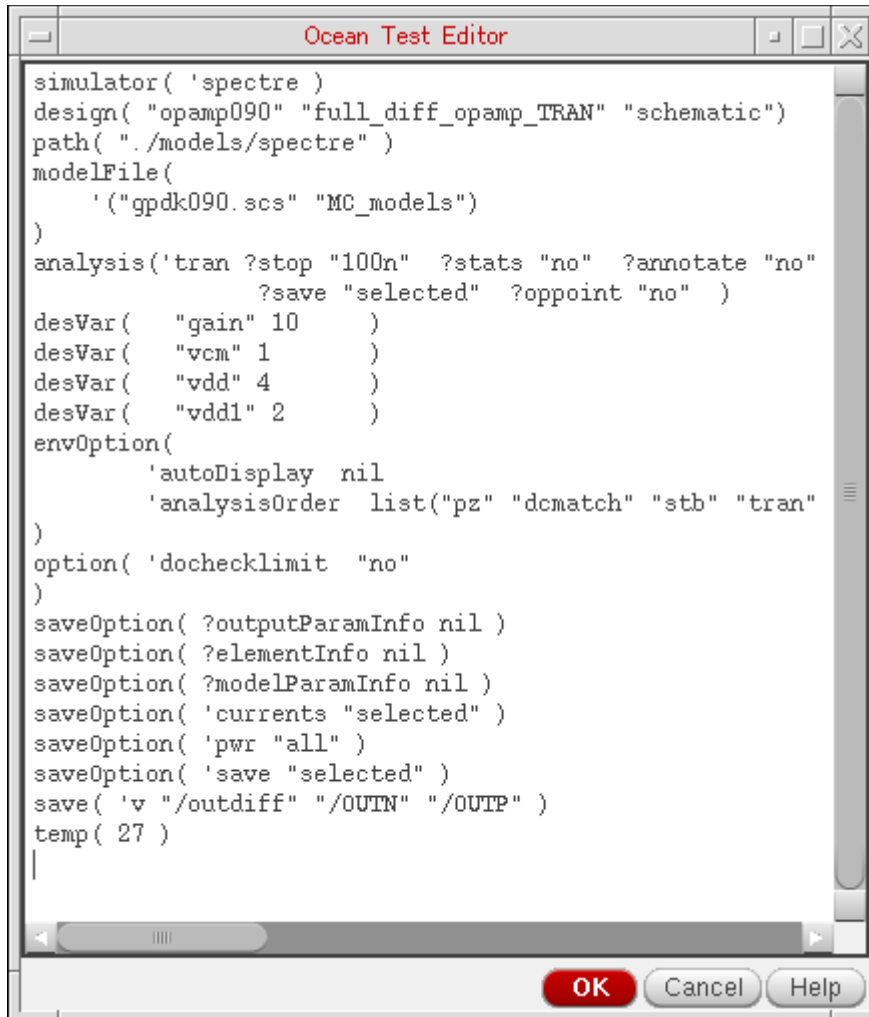 Ocean Test Editor
simulator( 'spectre )
design( "opamp090" "full_diff_opamp_TRAN" "schematic")
path( "./models/spectre" )
modelFile(
    '("gpdk090.scs" "MC_models")
)
analysis('tran ?stop "100n"  ?stats "no"  ?annotate "no"
                ?save "selected"  ?oppoint "no"  )
desVar(   "gain" 10     )
desVar(   "vcm" 1       )
desVar(   "vdd" 4       )
desVar(   "vdd1" 2      )
envOption(
        'autoDisplay  nil
        'analysisOrder  list("pz" "dcmatch" "stb" "tran"
)
option( 'dochecklimit  "no"
)
saveOption( ?outputParamInfo nil )
saveOption( ?elementInfo nil )
saveOption( ?modelParamInfo nil )
saveOption( 'currents "selected" )
saveOption( 'pwr "all" )
saveOption( 'save "selected" )
save( 'v "/outdiff" "/OUTN" "/OUTP" )
temp( 27 )
OK Cancel Help